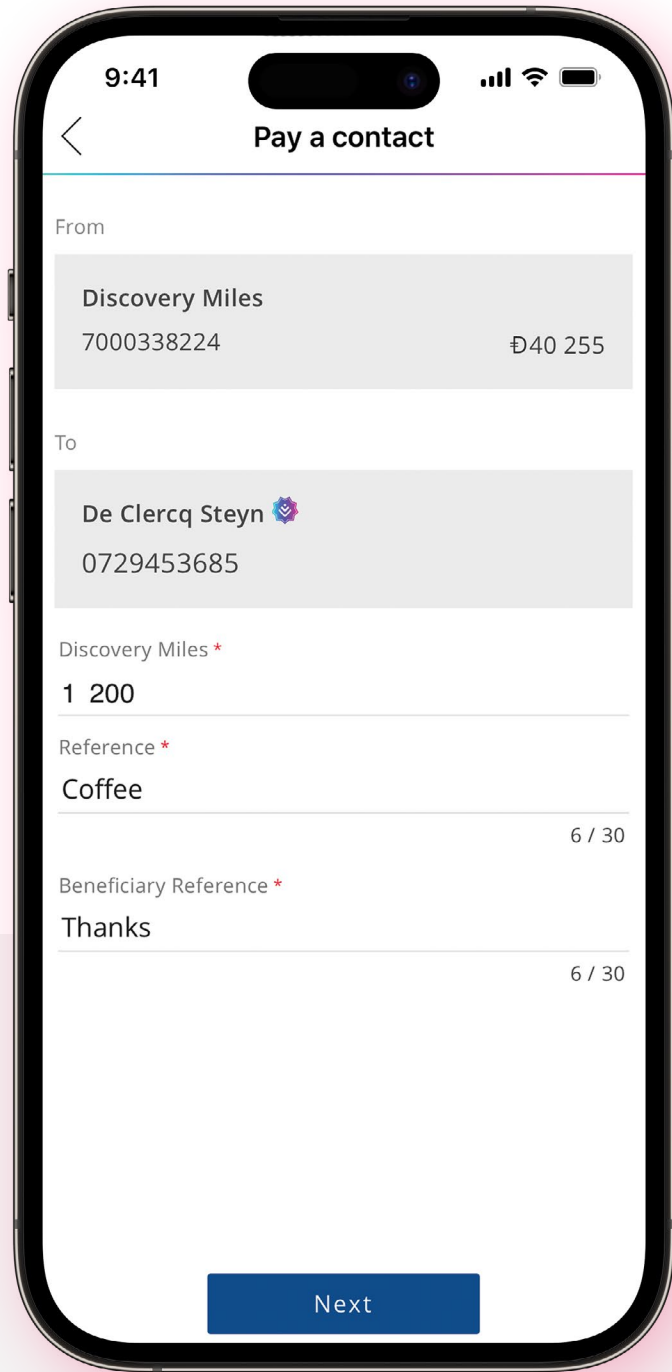 9:41
Pay a contact
From
Discovery Miles
7000338224
Đ40 255
To
De Clercq Steyn
0729453685
Discovery Miles *
1 200
Reference *
Coffee
6 / 30
Beneficiary Reference *
Thanks
6 / 30
Next